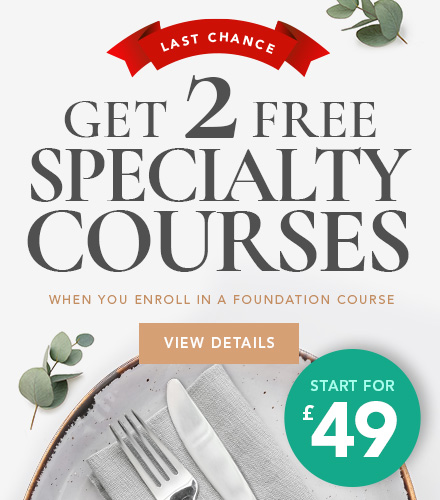 LAST CHANCE
GET 2 FREE
SPECIALTY
COURSES
WHEN YOU ENROLL IN A FOUNDATION COURSE
VIEW DETAILS
START FOR
£49